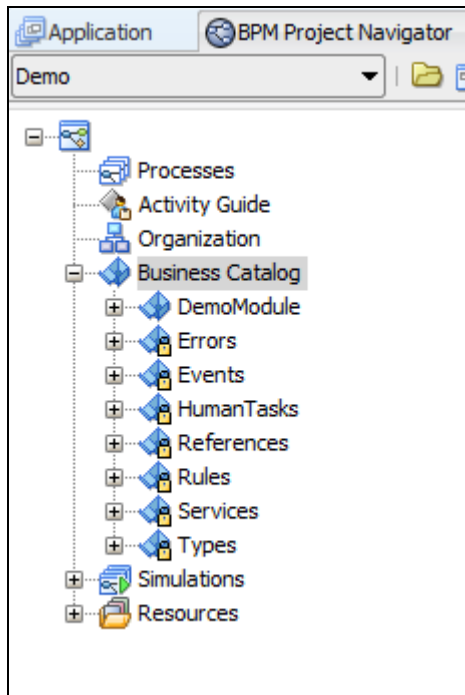 Application
BPM Project Navigator
Demo
Processes
Activity Guide
Organization
Business Catalog
DemoModule
Errors
Events
HumanTasks
References
Rules
Services
Types
Simulations
Resources